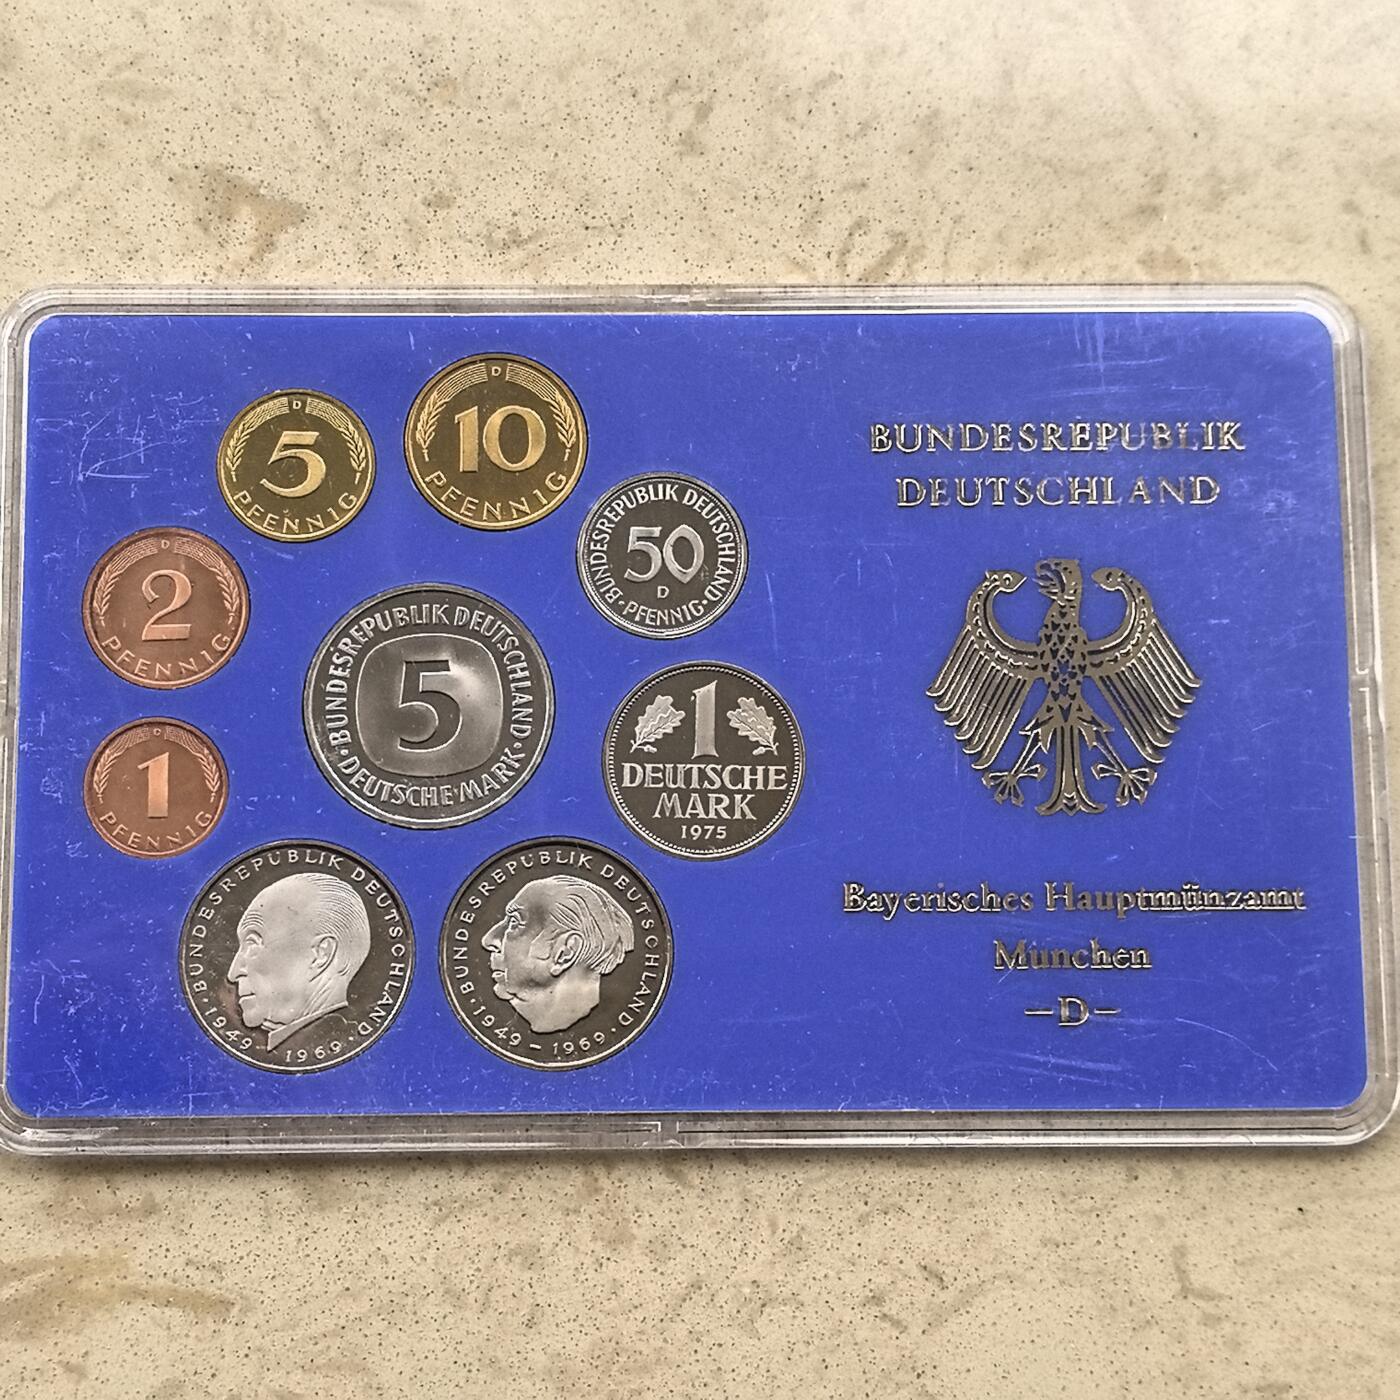 D
5
PFENNIG
D
10
PFENNIG
BUNDESREPUBLIK DEUTSCHLAND
50
D
PFENNIG
D
2
PFENNIG
BUNDESREPUBLIK DEUTSCHLAND
5
DEUTSCHE MARK
1
DEUTSCHE
MARK
1975
D
1
PFENNIG
BUNDESREPUBLIK DEUTSCHLAND
1949 - 1969
BUNDESREPUBLIK DEUTSCHLAND
1949 - 1969
BUNDESREPUBLIK
DEUTSCHLAND
Bayerisches Hauptmünzamt
München
-D-